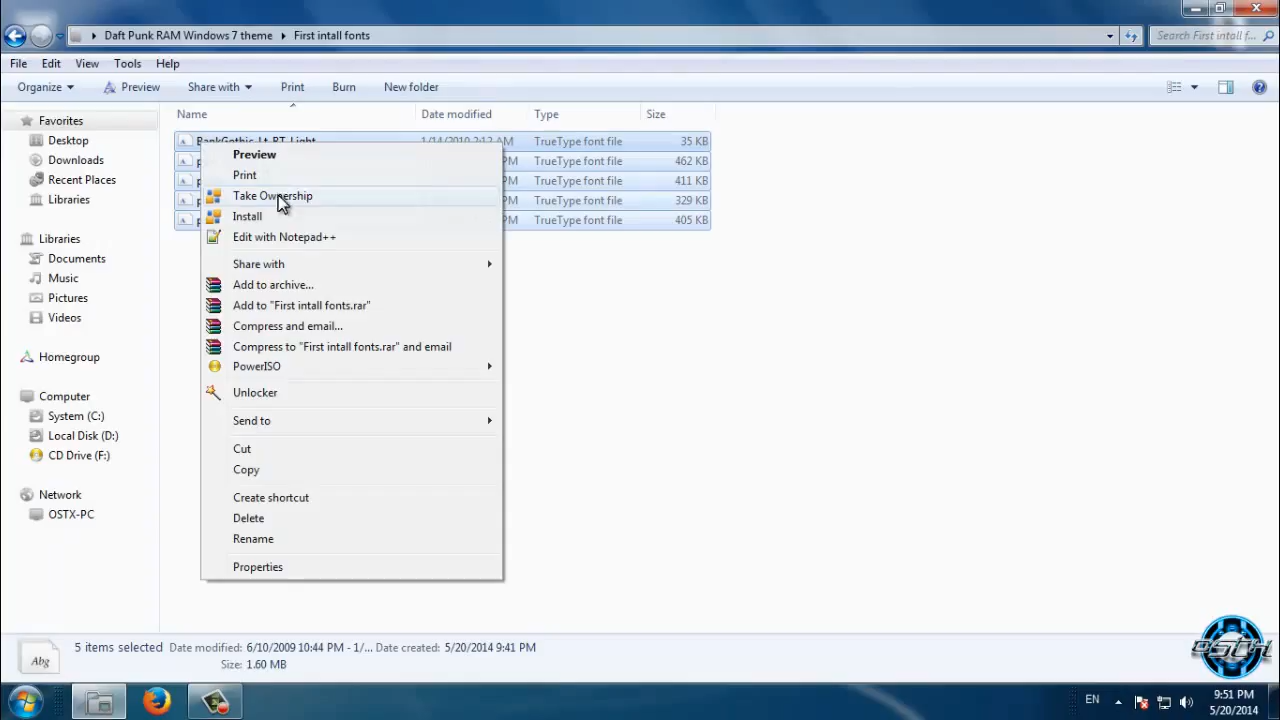 Daft Punk RAM Windows 7 theme
First intall fonts
Search First intall f...
File
Edit
View
Tools
Help
Organize
Preview
Share with
Print
Burn
New folder
Name
Date modified
Type
Size
Favorites
Desktop
Downloads
Recent Places
Libraries
Libraries
Documents
Music
Pictures
Videos
Homegroup
Computer
System (C:)
Local Disk (D:)
CD Drive (F:)
Network
OSTX-PC
BankGothic Lt BT Light 1/14/2010 2:12 AM TrueType font file 35 KB
p PM TrueType font file 462 KB
p PM TrueType font file 411 KB
p PM TrueType font file 329 KB
p PM TrueType font file 405 KB
Preview
Print
Take Ownership
Install
Edit with Notepad++
Share with
Add to archive...
Add to "First intall fonts.rar"
Compress and email...
Compress to "First intall fonts.rar" and email
PowerISO
Unlocker
Send to
Cut
Copy
Create shortcut
Delete
Rename
Properties
Abg
5 items selected Date modified: 6/10/2009 10:44 PM - 1/... Date created: 5/20/2014 9:41 PM
Size: 1.60 MB
ostx
EN
9:51 PM
5/20/2014